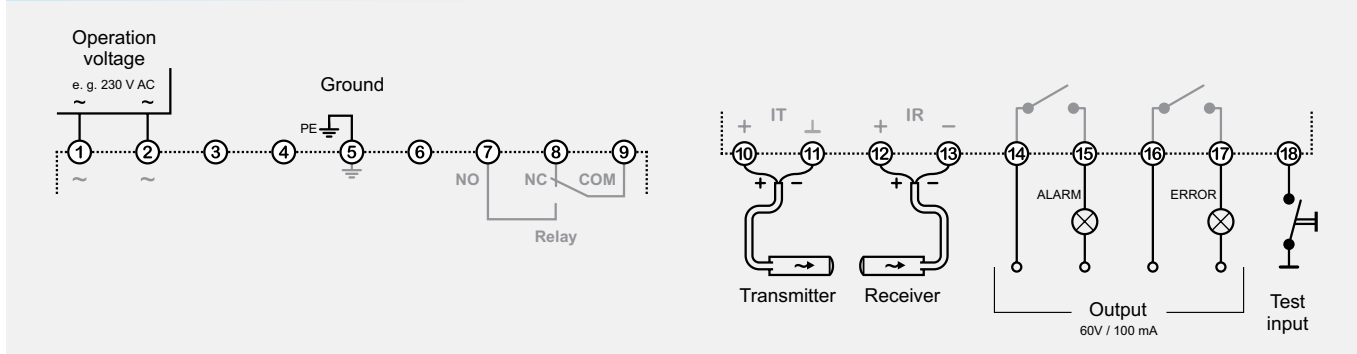 Operation
voltage
e. g. 230 V AC
~ ~
Ground
PE
1 2 3 4 5 6 7 8 9
~ ~
NO NC COM
Relay
IT IR
+ ⊥ + −
10 11 12 13 14 15 16 17 18
+ − + −
ALARM ERROR
Transmitter Receiver
Output
60V / 100 mA
Test
input